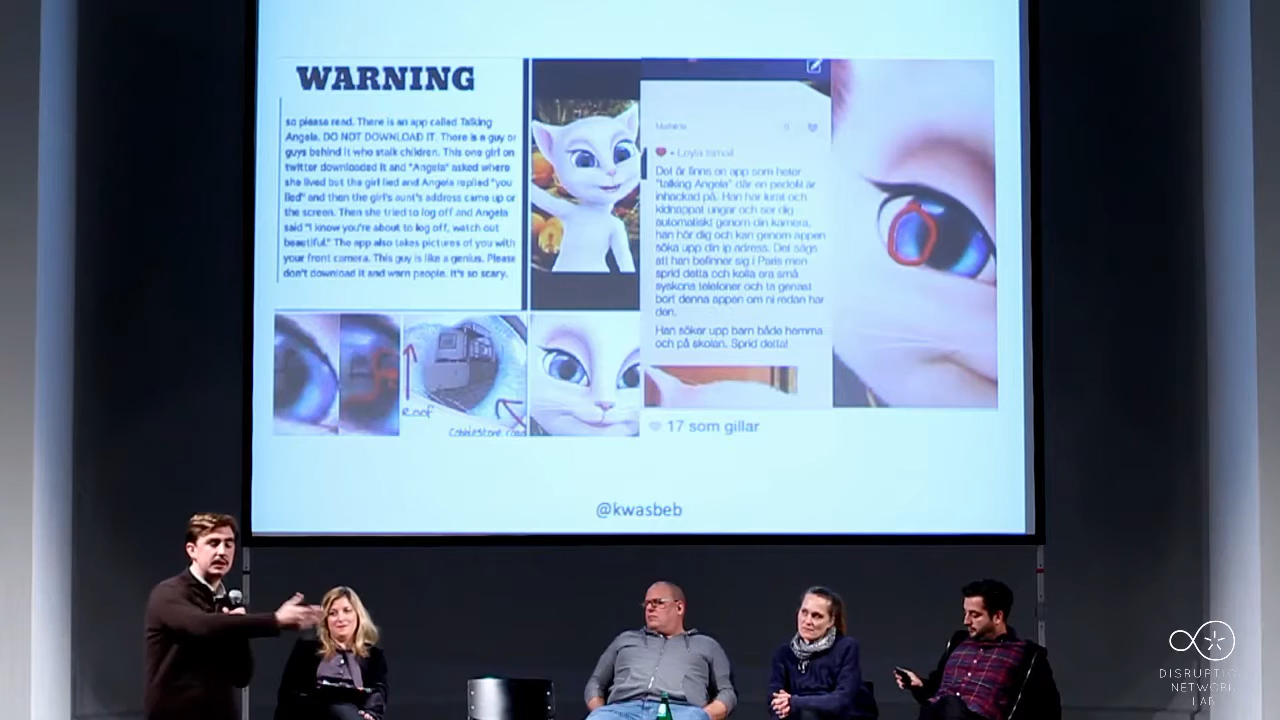 WARNING
so please read. There is an app called Talking
Angela. DO NOT DOWNLOAD IT. There is a guy or
guys behind it who stalk children. This one girl on
twitter downloaded it and "Angela" asked where
she lived but the girl lied and Angela replied "you
lied" and then the girl's aunt's address came up or
the screen. Then she tried to log off and Angela
said "I know you're about to log off, watch out
beautiful." The app also takes pictures of you with
your front camera. This guy is like a genius. Please
don't download it and warn people. It's so scary.
Roof
Cobblestone road
Det är finns en app som heter
"talking Angela" där en pedofil är
inhackad på. Han har lurat och
kidnappat ungar och ser dig
automatiskt genom din kamera,
han hör dig och kan genom appen
söka upp din ip adress. Det sägs
att han befinner sig i Paris men
sprid detta och kolla era små
syskons telefoner och ta genast
bort denna appen om ni redan har
den.
Han söker upp barn både hemma
och på skolan. Sprid detta!
17 som gillar
@kwasbeb
DISRUPTION
NETWORK
LAB